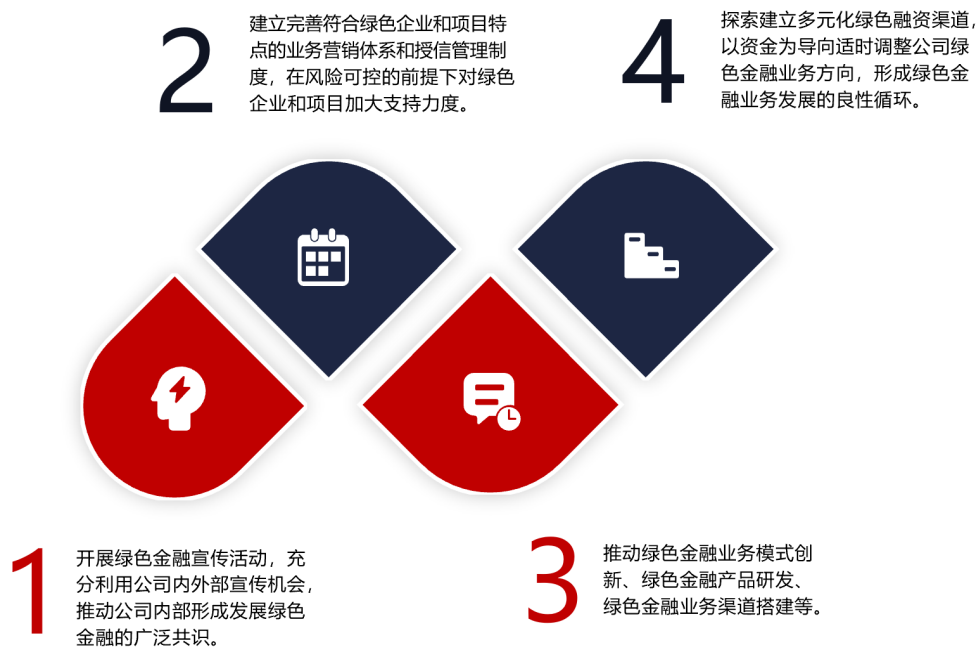 1
开展绿色金融宣传活动，充
分利用公司内外部宣传机会，
推动公司内部形成发展绿色
金融的广泛共识。
2
建立完善符合绿色企业和项目特
点的业务营销体系和授信管理制
度，在风险可控的前提下对绿色
企业和项目加大支持力度。
3
推动绿色金融业务模式创
新、绿色金融产品研发、
绿色金融业务渠道搭建等。
4
探索建立多元化绿色融资渠道，
以资金为导向适时调整公司绿
色金融业务方向，形成绿色金
融业务发展的良性循环。